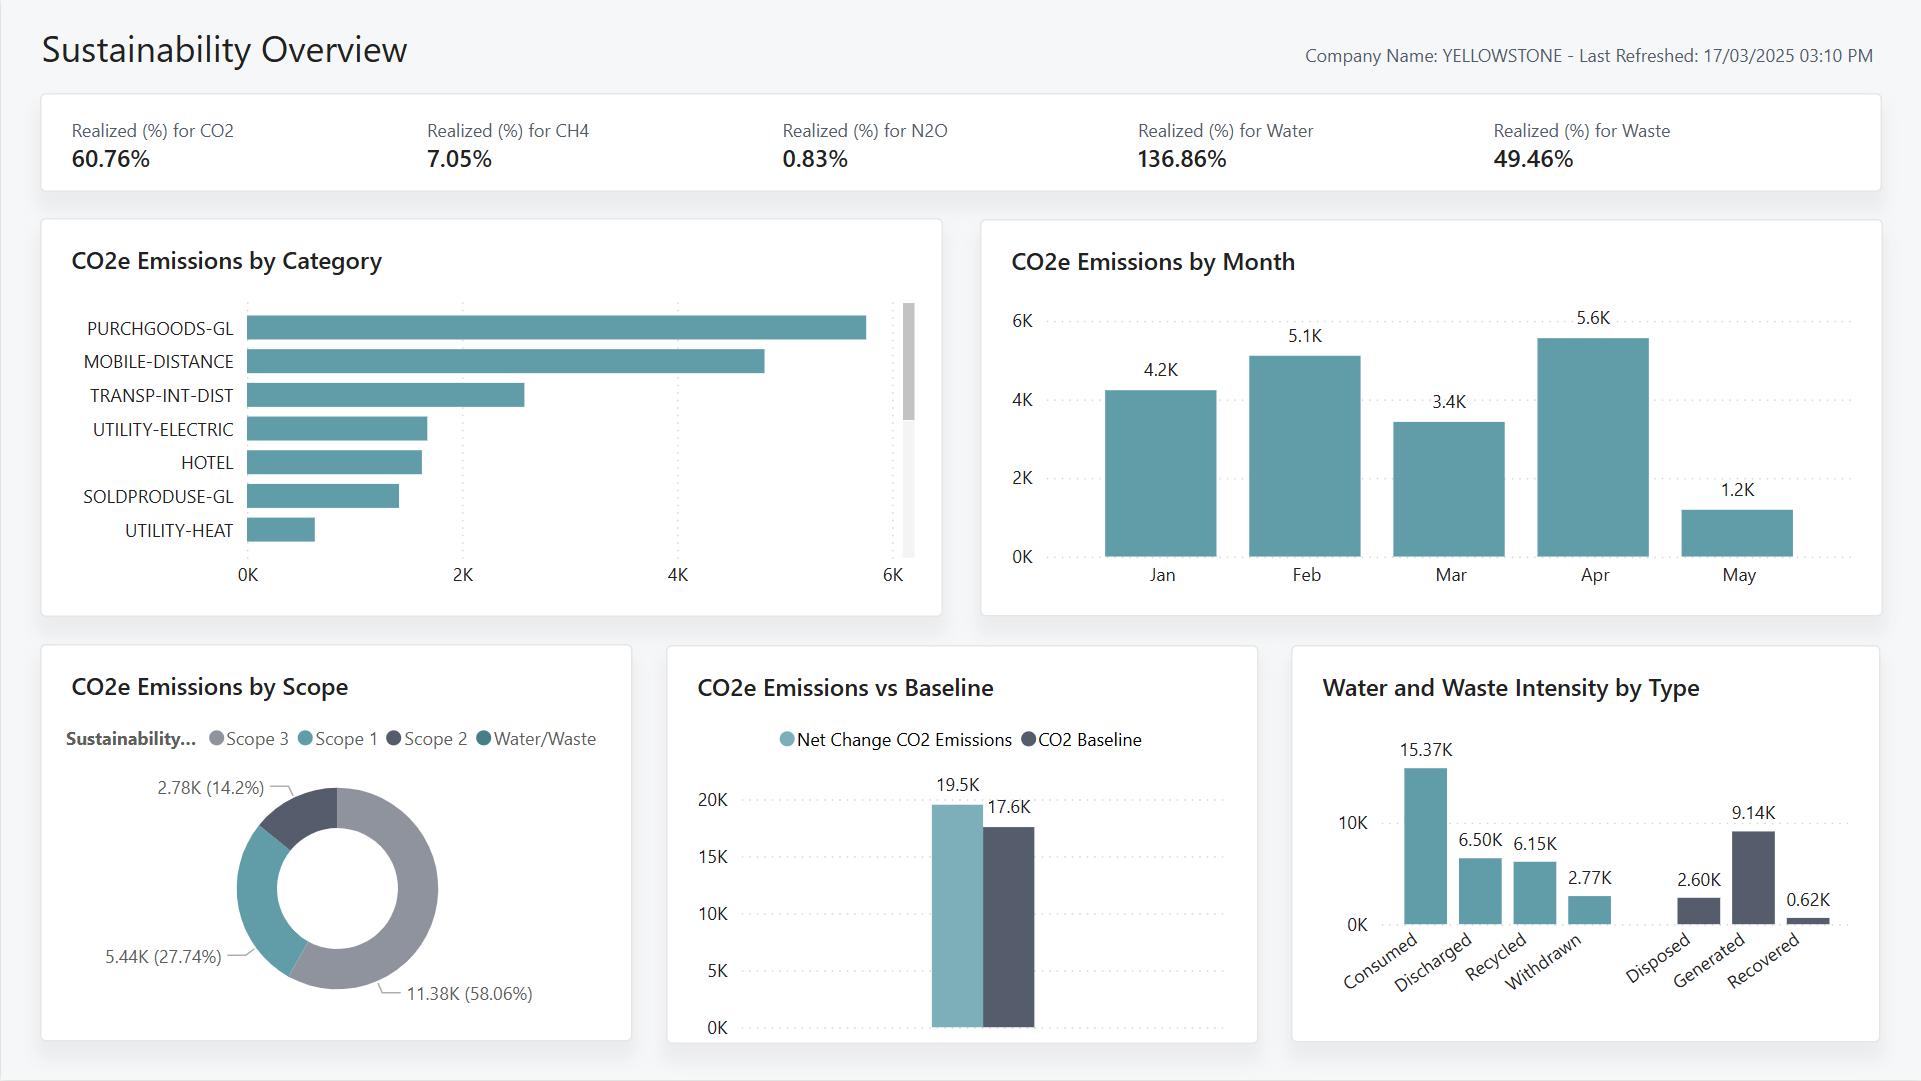 Sustainability Overview
Company Name: YELLOWSTONE - Last Refreshed: 17/03/2025 03:10 PM
Realized (%) for CO2
60.76%
Realized (%) for CH4
7.05%
Realized (%) for N2O
0.83%
Realized (%) for Water
136.86%
Realized (%) for Waste
49.46%
CO2e Emissions by Category
PURCHGOODS-GL
MOBILE-DISTANCE
TRANSP-INT-DIST
UTILITY-ELECTRIC
HOTEL
SOLDPRODUSE-GL
UTILITY-HEAT
0K 2K 4K 6K
CO2e Emissions by Month
6K
4K
2K
0K
4.2K
5.1K
3.4K
5.6K
1.2K
Jan Feb Mar Apr May
CO2e Emissions by Scope
Sustainability... Scope 3 Scope 1 Scope 2 Water/Waste
2.78K (14.2%)
5.44K (27.74%)
11.38K (58.06%)
CO2e Emissions vs Baseline
Net Change CO2 Emissions CO2 Baseline
20K
15K
10K
5K
0K
19.5K
17.6K
Water and Waste Intensity by Type
10K
0K
15.37K
6.50K
6.15K
2.77K
2.60K
9.14K
0.62K
Consumed
Discharged
Recycled
Withdrawn
Disposed
Generated
Recovered